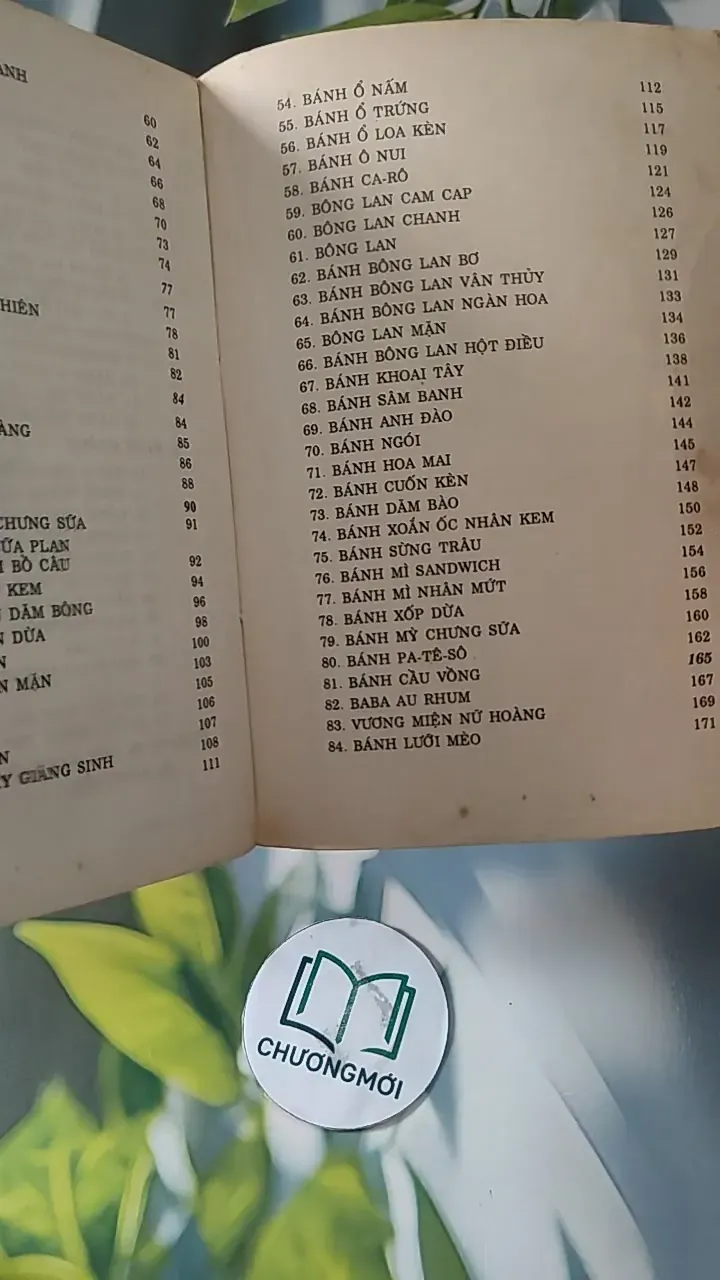 ANH
60
62
64
66
68
70
73
74
77
HIÊN 77
78
81
82
84
ÀNG 84
85
86
88
90
CHƯNG SỮA 91
ỮA PLAN
BỒ CÂU 92
KEM 94
DĂM BÔNG 96
N DỪA 98
N 100
N MẶN 103
105
106
107
N 108
Y GIÁNG SINH 111
54. BÁNH Ổ NẤM 112
55. BÁNH Ổ TRỨNG 115
56. BÁNH Ổ LOA KÈN 117
57. BÁNH Ô NUI 119
58. BÁNH CA-RÔ 121
59. BÔNG LAN CAM CAP 124
60. BÔNG LAN CHANH 126
61. BÔNG LAN 127
62. BÁNH BÔNG LAN BƠ 129
63. BÁNH BÔNG LAN VÂN THỦY 131
64. BÁNH BÔNG LAN NGÀN HOA 133
65. BÔNG LAN MẶN 134
66. BÁNH BÔNG LAN HỘT ĐIỀU 136
67. BÁNH KHOAI TÂY 138
68. BÁNH SÂM BANH 141
69. BÁNH ANH ĐÀO 142
70. BÁNH NGÓI 144
71. BÁNH HOA MAI 145
72. BÁNH CUỐN KÈN 147
73. BÁNH DĂM BÀO 148
74. BÁNH XOẮN ỐC NHÂN KEM 150
75. BÁNH SỪNG TRÂU 152
76. BÁNH MÌ SANDWICH 154
77. BÁNH MÌ NHÂN MỨT 156
78. BÁNH XỐP DỪA 158
79. BÁNH MỲ CHƯNG SỮA 160
80. BÁNH PA-TÊ-SÔ 162
81. BÁNH CẦU VÒNG 165
82. BABA AU RHUM 167
83. VƯƠNG MIỆN NỮ HOÀNG 169
84. BÁNH LƯỠI MÈO 171
CHƯƠNGMỚI